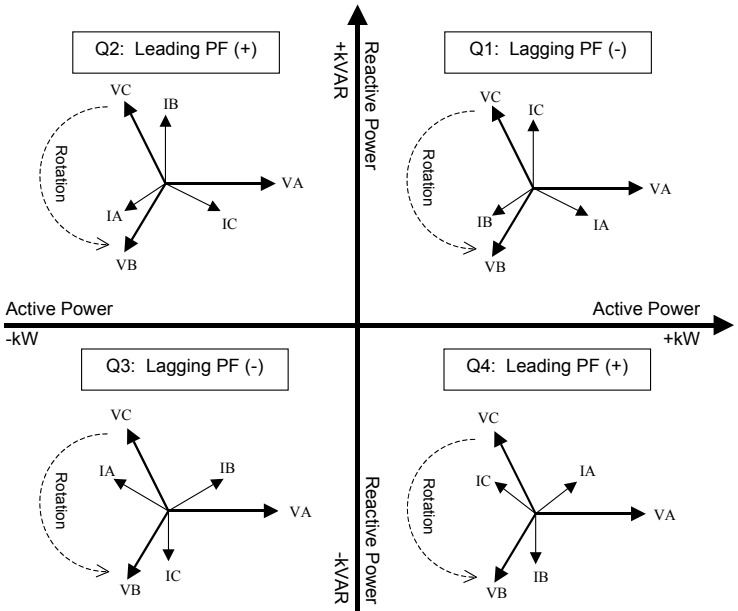 Q2: Leading PF (+)
+kVAR
Reactive Power
Q1: Lagging PF (-)
VC
IB
Rotation
VA
IA
IC
VB
VC
IC
Rotation
VA
IB
IA
VB
Active Power
-kW
Active Power
+kW
Q3: Lagging PF (-)
Q4: Leading PF (+)
VC
IA
IB
Rotation
VA
IC
VB
-kVAR
Reactive Power
VC
IC
IA
Rotation
VA
IB
VB